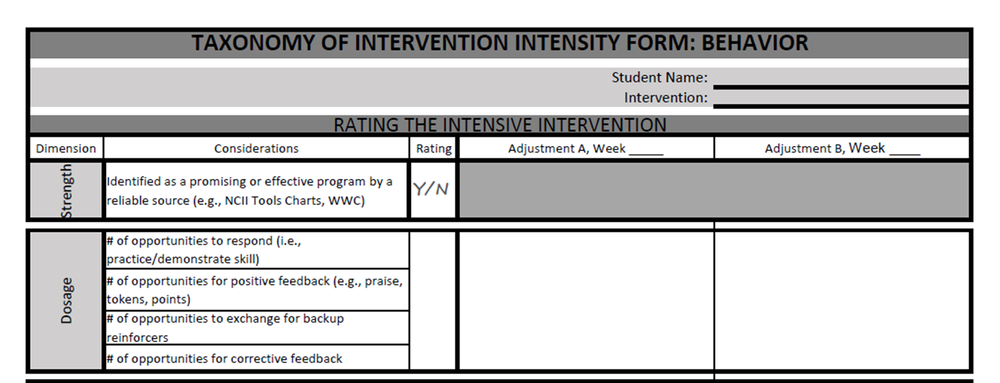 TAXONOMY OF INTERVENTION INTENSITY FORM: BEHAVIOR
Student Name:
Intervention:
RATING THE INTENSIVE INTERVENTION
Dimension Considerations Rating Adjustment A, Week _____ Adjustment B, Week ____
Strength
Identified as a promising or effective program by a
reliable source (e.g., NCII Tools Charts, WWC)
Y/N
Dosage
# of opportunities to respond (i.e.,
practice/demonstrate skill)
# of opportunities for positive feedback (e.g., praise,
tokens, points)
# of opportunities to exchange for backup
reinforcers
# of opportunities for corrective feedback